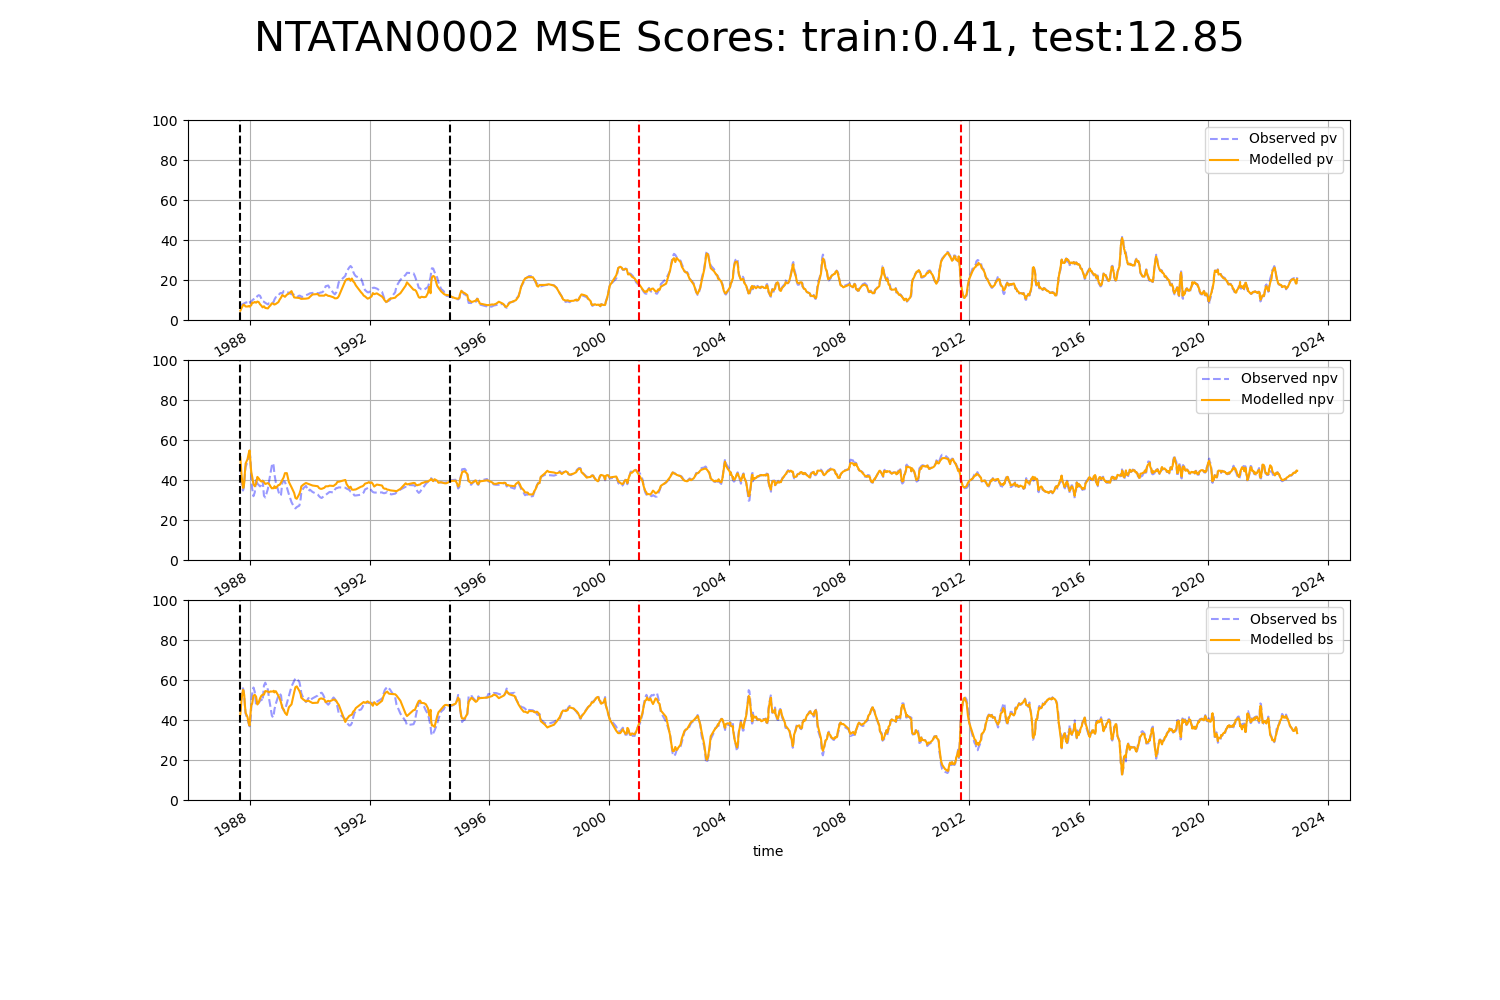 NTATAN0002 MSE Scores: train:0.41, test:12.85
100
80
60
40
20
0
Observed pv
Modelled pv
1988 1992 1996 2000 2004 2008 2012 2016 2020 2024
100
80
60
40
20
0
Observed npv
Modelled npv
1988 1992 1996 2000 2004 2008 2012 2016 2020 2024
100
80
60
40
20
0
Observed bs
Modelled bs
1988 1992 1996 2000 2004 2008 2012 2016 2020 2024
time